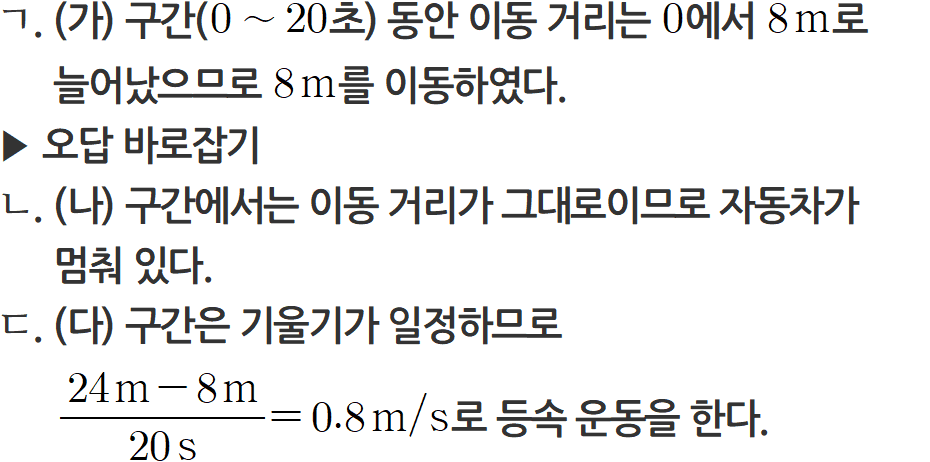 ㄱ. (가) 구간(0 ~ 20초) 동안 이동 거리는 0에서 8 m로
늘어났으므로 8 m를 이동하였다.
▶ 오답 바로잡기
ㄴ. (나) 구간에서는 이동 거리가 그대로이므로 자동차가
멈춰 있다.
ㄷ. (다) 구간은 기울기가 일정하므로
24 m − 8 m
20 s
= 0.8 m/s로 등속 운동을 한다.